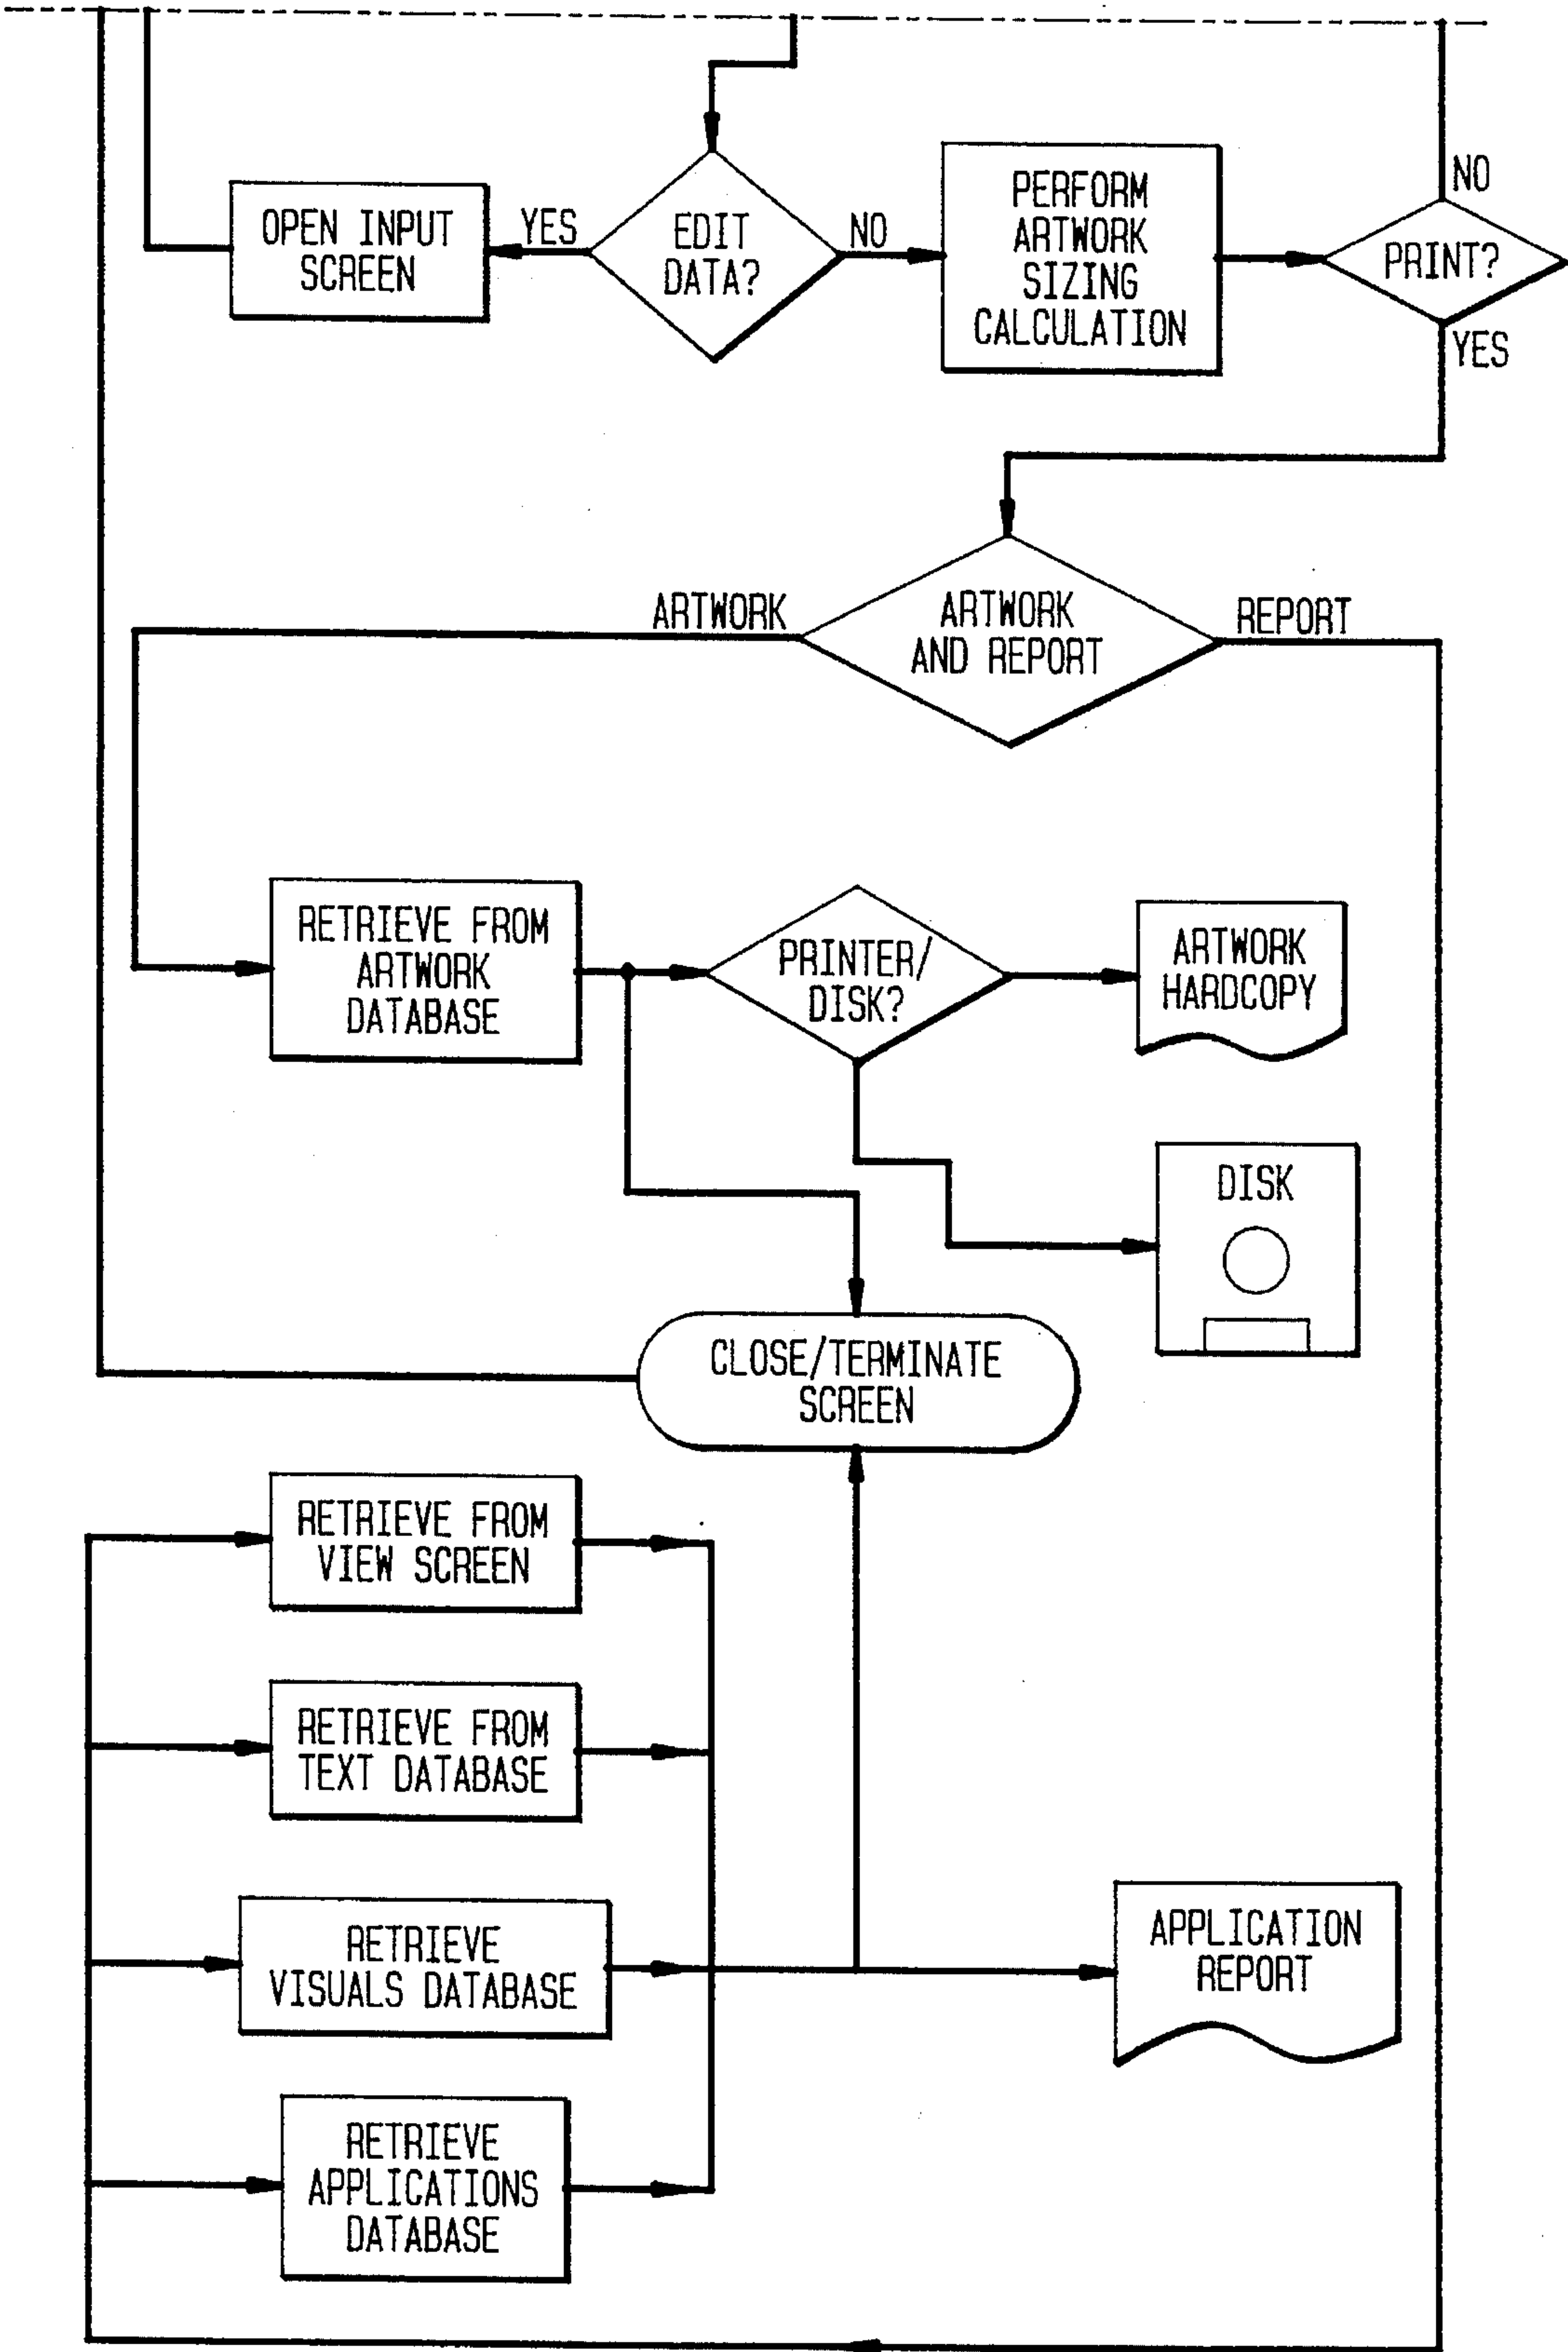 OPEN INPUT
SCREEN
YES
EDIT
DATA?
NO
PERFORM
ARTWORK
SIZING
CALCULATION
NO
PRINT?
YES
ARTWORK
ARTWORK
AND REPORT
REPORT
RETRIEVE FROM
ARTWORK
DATABASE
PRINTER/
DISK?
ARTWORK
HARDCOPY
DISK
CLOSE/TERMINATE
SCREEN
RETRIEVE FROM
VIEW SCREEN
RETRIEVE FROM
TEXT DATABASE
RETRIEVE
VISUALS DATABASE
APPLICATION
REPORT
RETRIEVE
APPLICATIONS
DATABASE